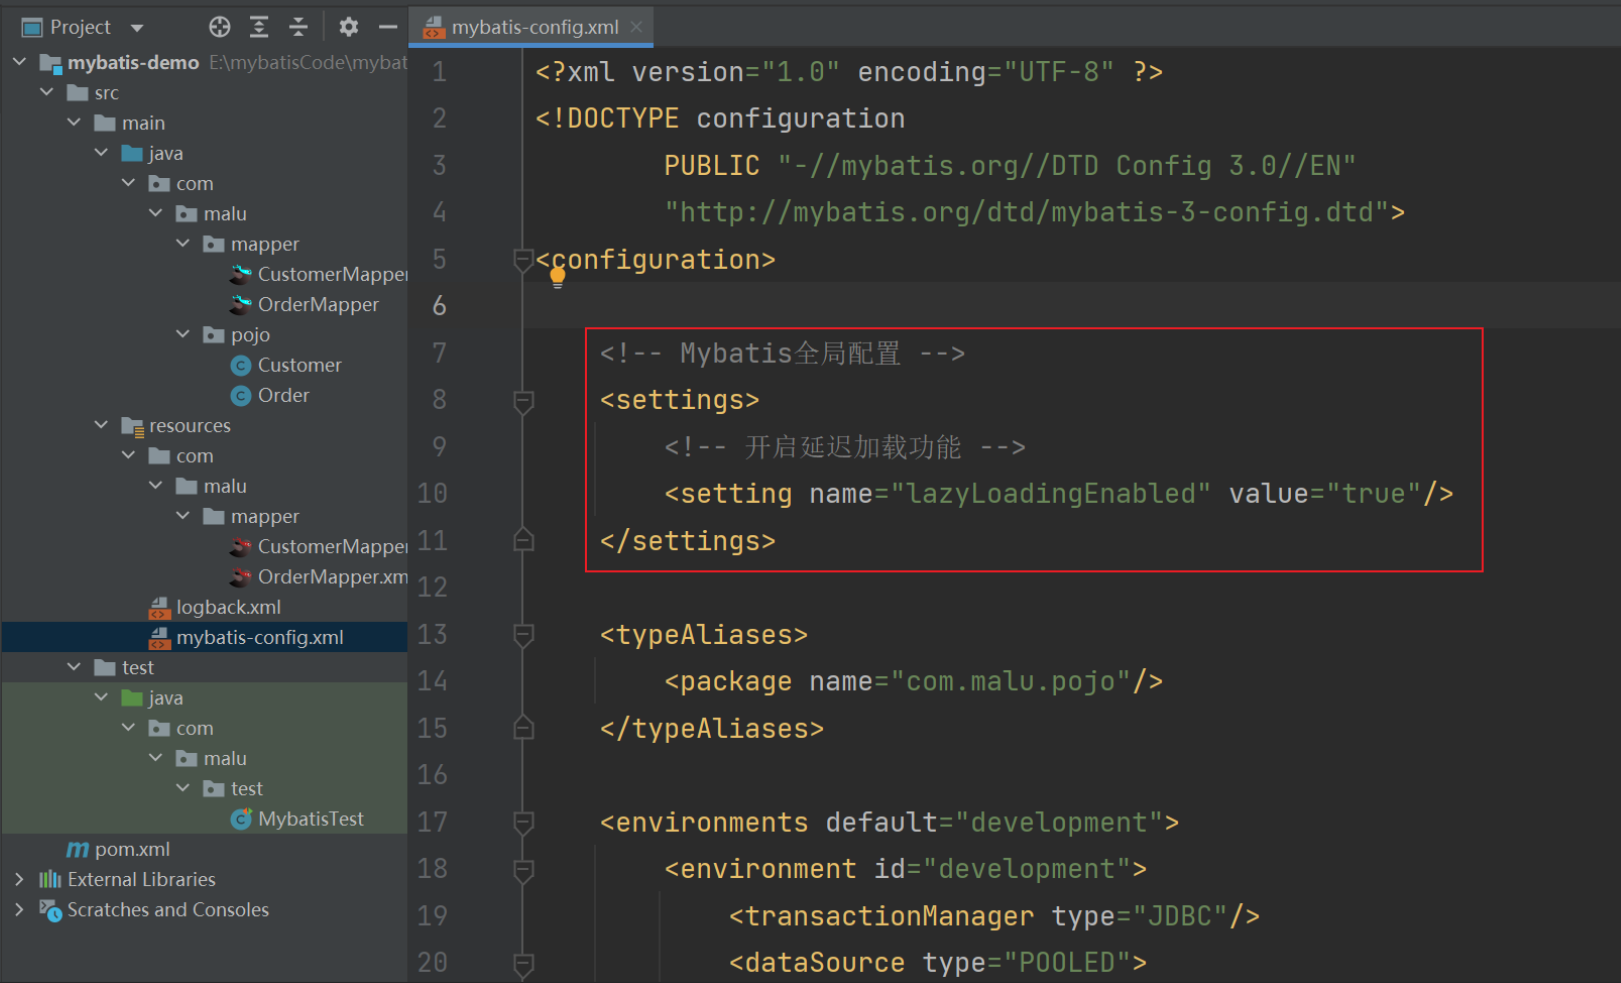 Project
mybatis-demo E:\mybatisCode\mybat
src
main
java
com
malu
mapper
CustomerMapper
OrderMapper
pojo
Customer
Order
resources
com
malu
mapper
CustomerMapper
OrderMapper.xm
logback.xml
mybatis-config.xml
test
java
com
malu
test
MybatisTest
pom.xml
External Libraries
Scratches and Consoles
mybatis-config.xml
1 <?xml version="1.0" encoding="UTF-8" ?>
2 <!DOCTYPE configuration
3 PUBLIC "-//mybatis.org//DTD Config 3.0//EN"
4 "http://mybatis.org/dtd/mybatis-3-config.dtd">
5 <configuration>
6
7 <!-- Mybatis全局配置 -->
8 <settings>
9 <!-- 开启延迟加载功能 -->
10 <setting name="lazyLoadingEnabled" value="true"/>
11 </settings>
12
13 <typeAliases>
14 <package name="com.malu.pojo"/>
15 </typeAliases>
16
17 <environments default="development">
18 <environment id="development">
19 <transactionManager type="JDBC"/>
20 <dataSource type="POOLED">